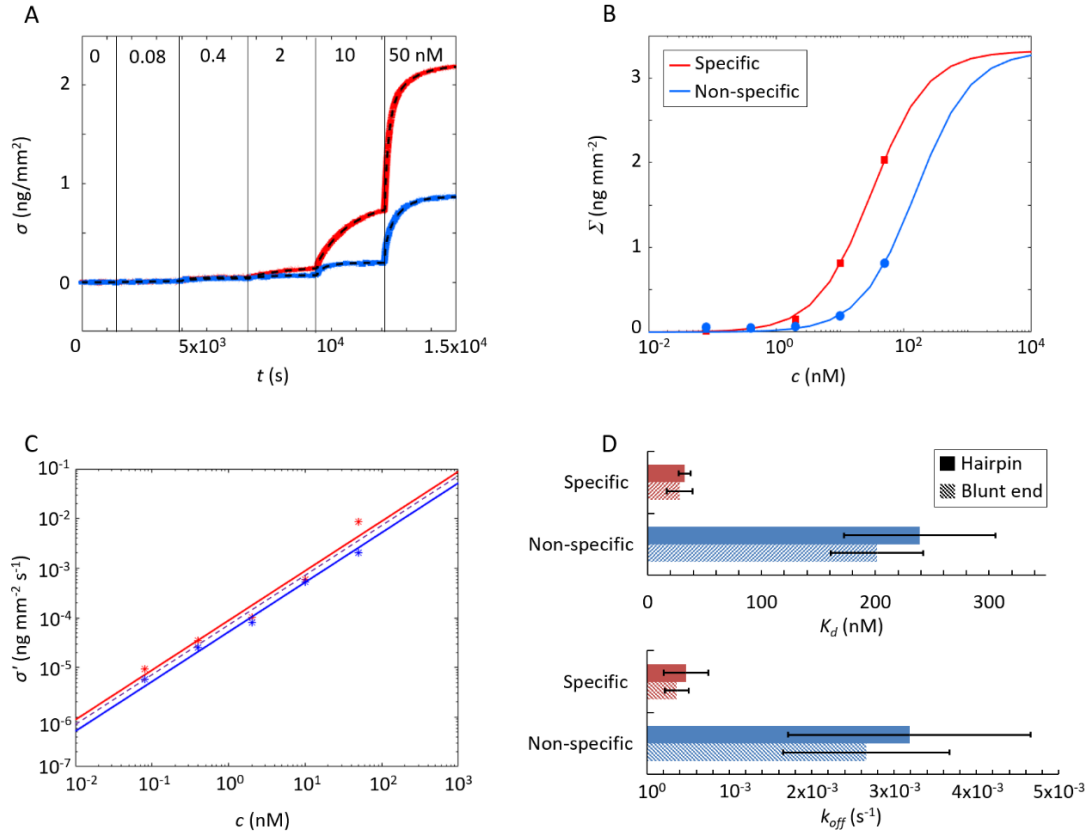 A
0 0.08 0.4 2 10 50 nM
2
1
0
σ (ng/mm²)
0 5x10³ 10⁴ 1.5x10⁴
t (s)
B
Specific
Non-specific
3
2
1
0
Σ (ng mm⁻²)
10⁻² 10⁰ 10² 10⁴
c (nM)
C
10⁻¹
10⁻²
10⁻³
10⁻⁴
10⁻⁵
10⁻⁶
10⁻⁷
σ' (ng mm⁻² s⁻¹)
10⁻² 10⁻¹ 10⁰ 10¹ 10² 10³
c (nM)
D
Hairpin
Blunt end
Specific
Non-specific
0 100 200 300
K_d (nM)
Specific
Non-specific
10⁰ 10⁻³ 2x10⁻³ 3x10⁻³ 4x10⁻³ 5x10⁻³
k_off (s⁻¹)